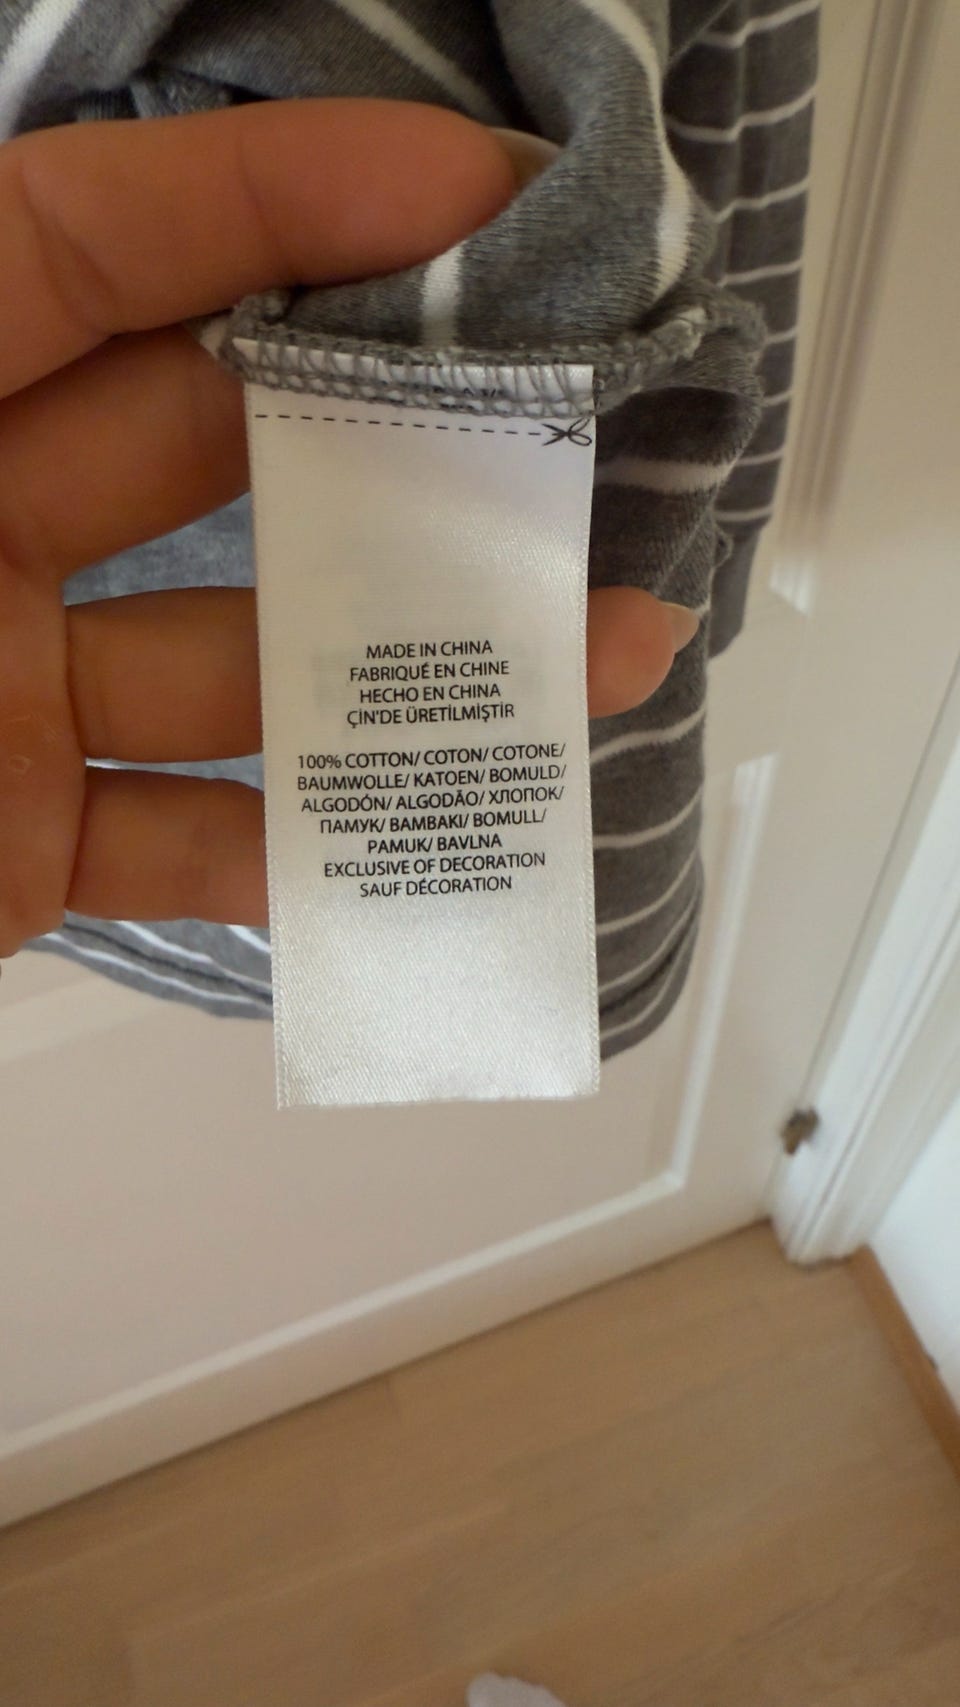 MADE IN CHINA
FABRIQUÉ EN CHINE
HECHO EN CHINA
ÇİN'DE ÜRETİLMİŞTİR
100% COTTON/ COTON/ COTONE/
BAUMWOLLE/ KATOEN/ BOMULD/
ALGODÓN/ ALGODÃO/ ХЛОПОК/
ПАМУК/ BAMBAKI/ BOMULL/
PAMUK/ BAVLNA
EXCLUSIVE OF DECORATION
SAUF DÉCORATION